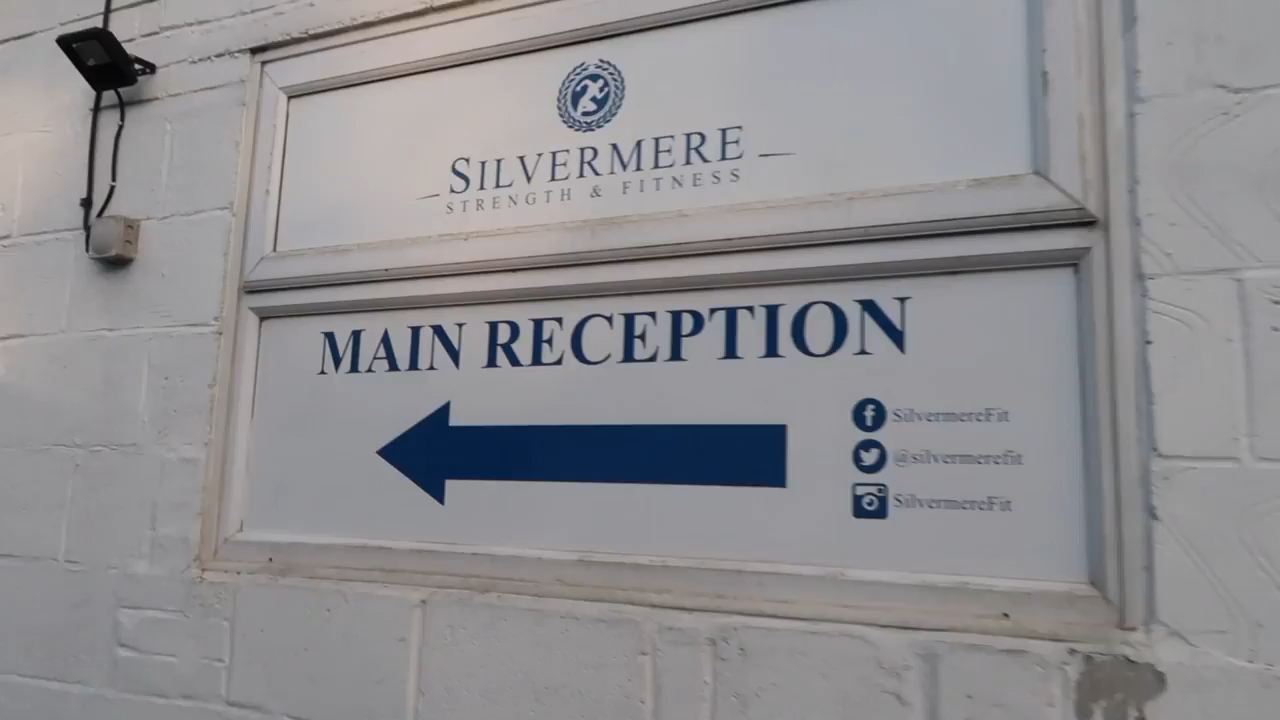 SILVERMERE
STRENGTH & FITNESS
MAIN RECEPTION
SilvermereFit
@silvermerefit
SilvermereFit